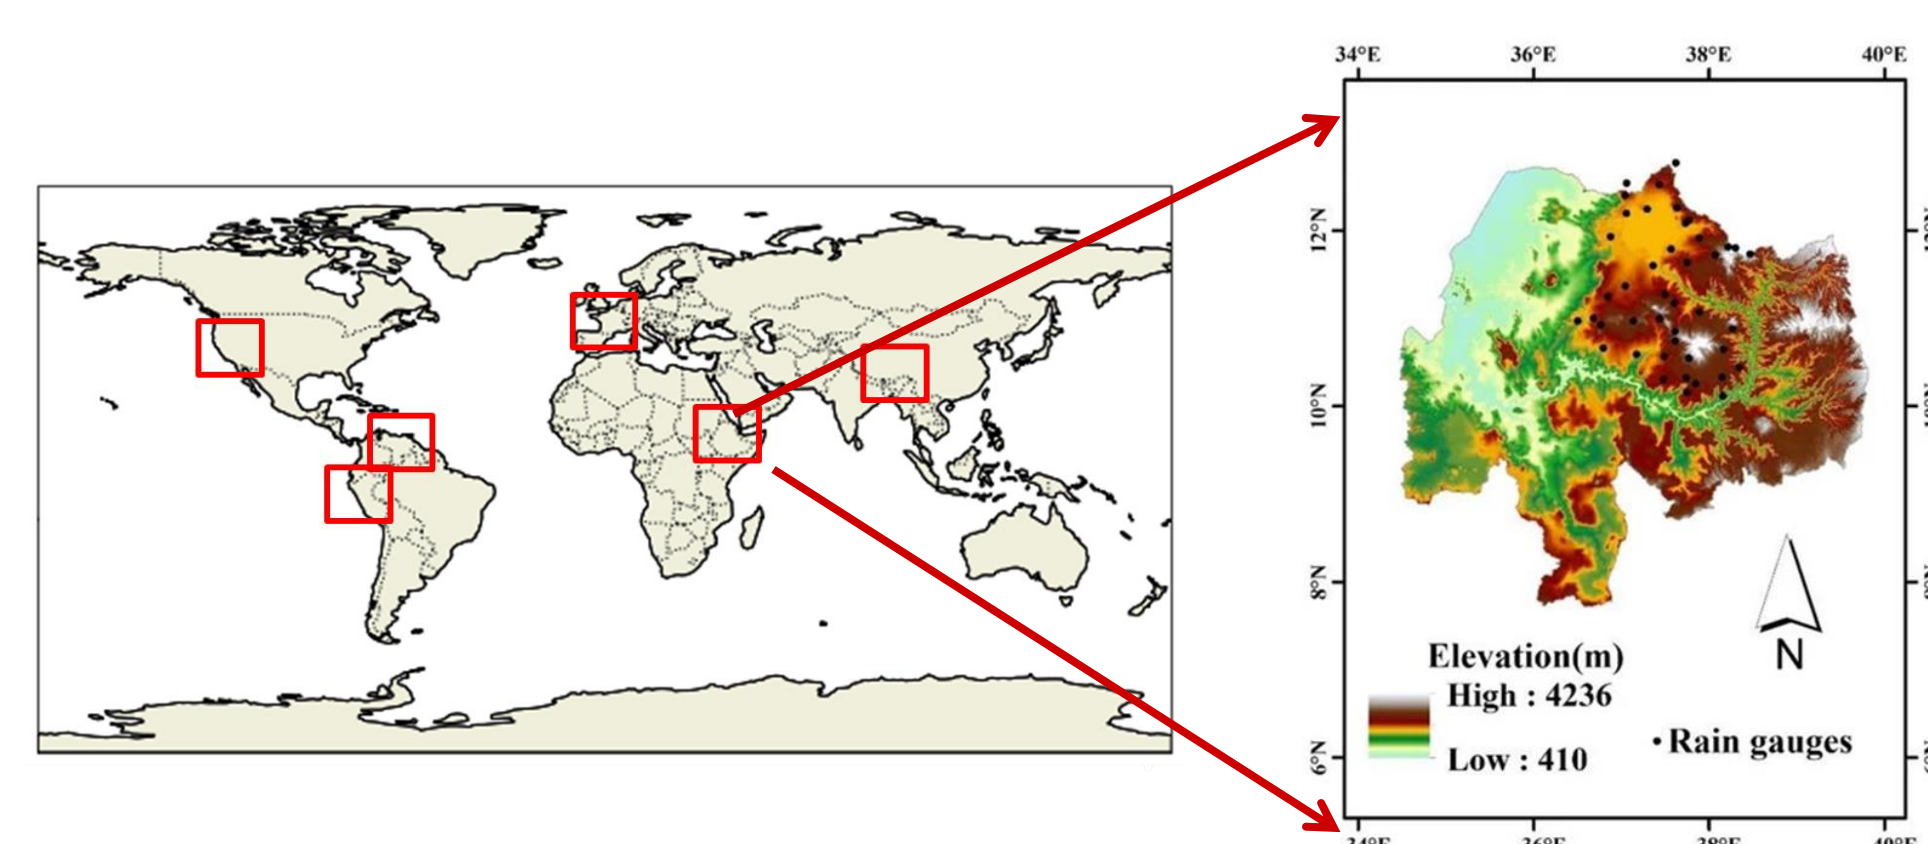 34°E 36°E 38°E 40°E
12°N
10°N
8°N
6°N
N
Elevation(m)
High : 4236
Low : 410
Rain gauges